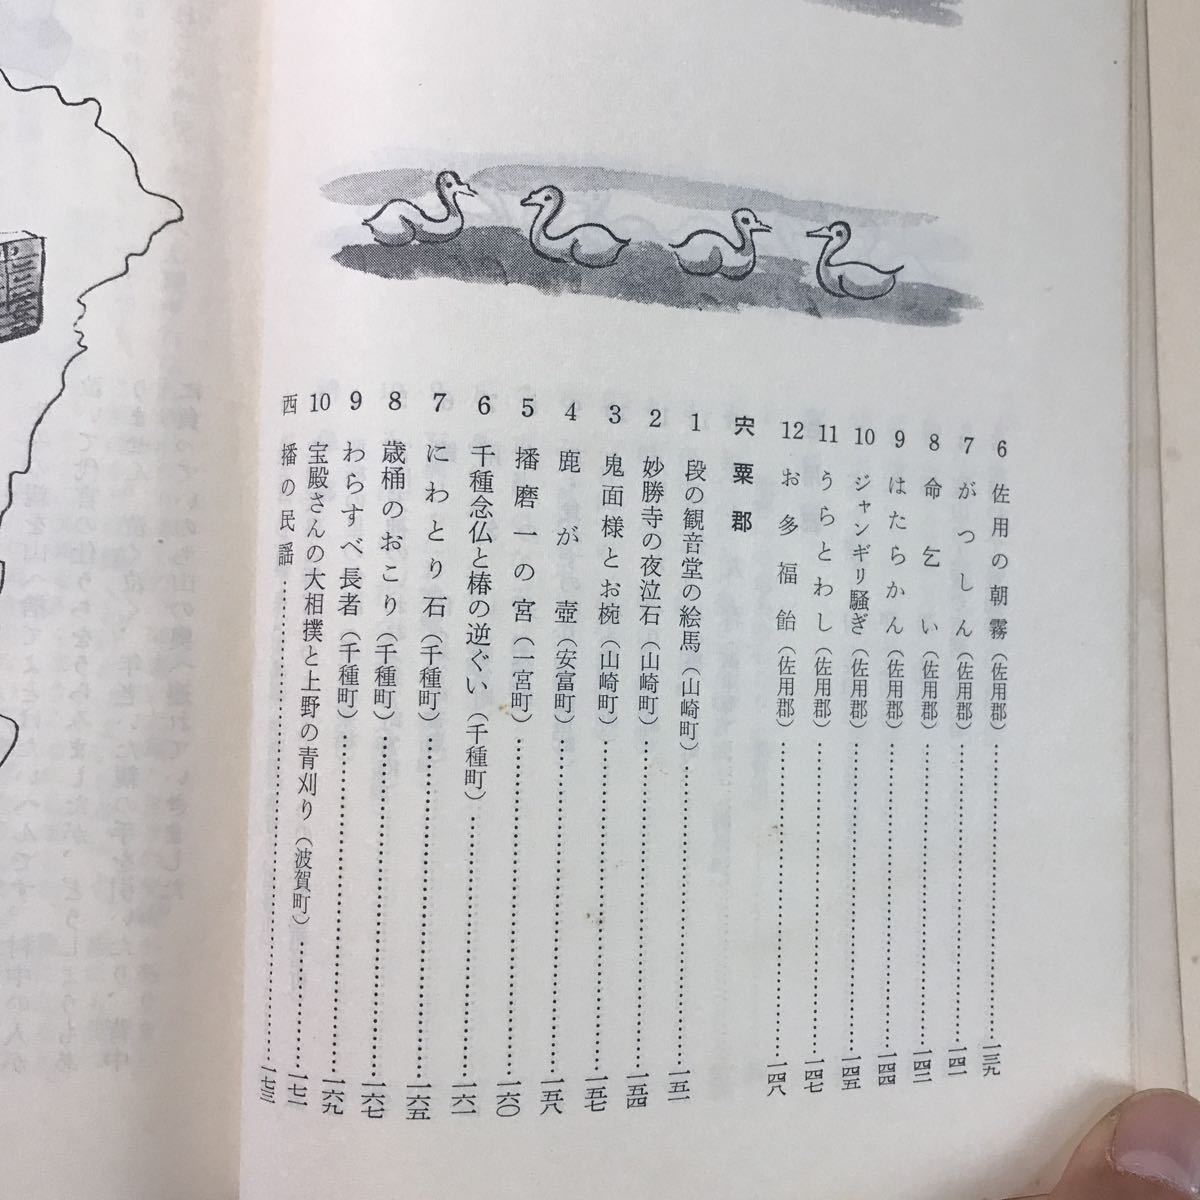 6 佐用の朝霧(佐用郡)……一三九
7 がつしん(佐用郡)……一四一
8 命乞い(佐用郡)……一四二
9 はたらかん(佐用郡)……一四四
10 ジャンギリ騒ぎ(佐用郡)……一四五
11 うらとわし(佐用郡)……一四七
12 お多福飴(佐用郡)……一四八
宍粟郡
1 段の観音堂の絵馬(山崎町)……一五一
2 妙勝寺の夜泣石(山崎町)……一五四
3 鬼面様とお椀(山崎町)……一五七
4 鹿が壺(安富町)……一五八
5 播磨一の宮(一宮町)……一六〇
6 千種念仏と椿の逆ぐい(千種町)……一六一
7 にわとり石(千種町)……一六五
8 歳桶のおこり(千種町)……一六七
9 わらすべ長者(千種町)……一六九
10 宝殿さんの大相撲と上野の青刈り(波賀町)……一七一
西播の民謡……一七三